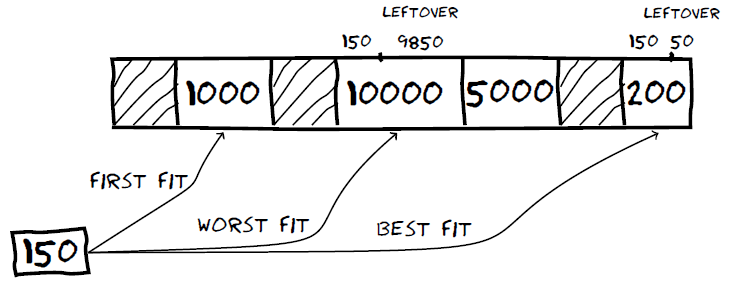 LEFTOVER LEFTOVER
150 9850 150 50
1000 10000 5000 200
FIRST FIT
WORST FIT BEST FIT
150